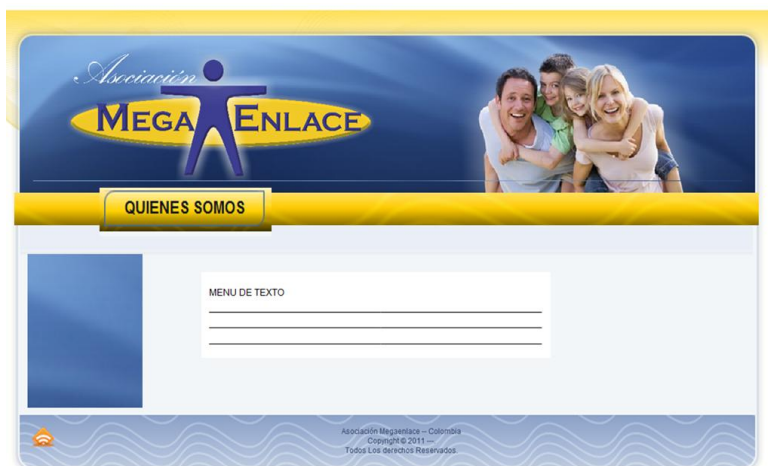 Asociación
MEGA ENLACE
QUIENES SOMOS
MENU DE TEXTO
Asociación Megaenlace – Colombia
Copyright © 2011 —
Todos Los derechos Reservados.